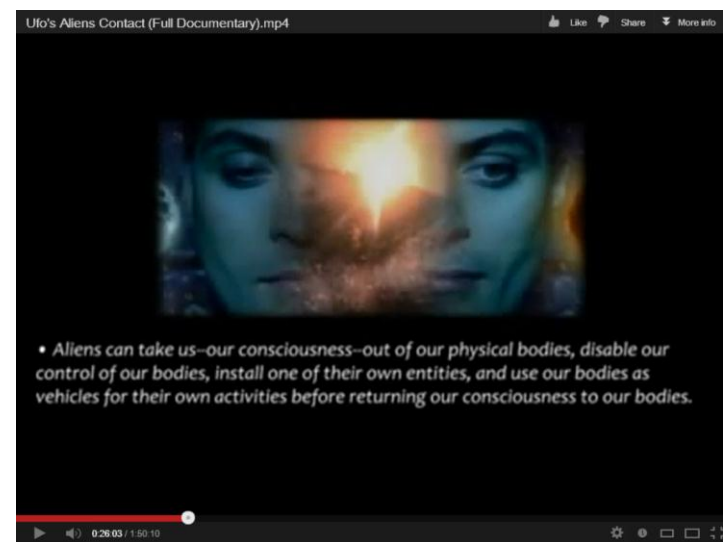 Ufo's Aliens Contact (Full Documentary).mp4
Like Share More info
• Aliens can take us--our consciousness--out of our physical bodies, disable our
control of our bodies, install one of their own entities, and use our bodies as
vehicles for their own activities before returning our consciousness to our bodies.
0:26:03 / 1:50:10